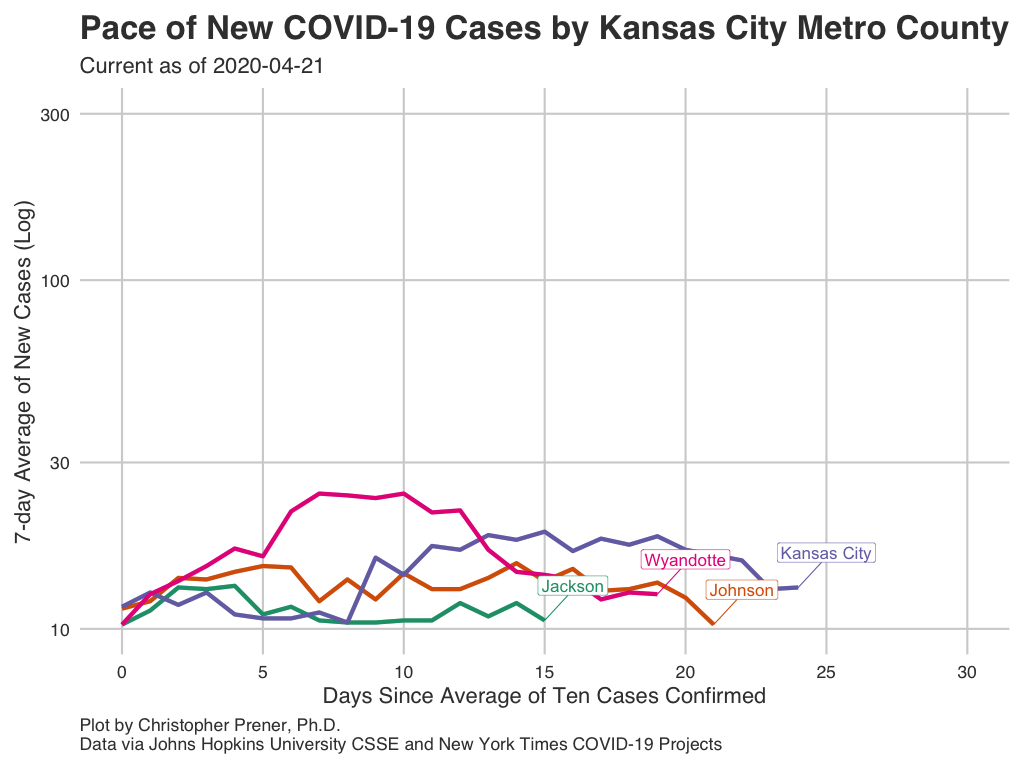 Pace of New COVID-19 Cases by Kansas City Metro County
Current as of 2020-04-21
7-day Average of New Cases (Log)
300
100
30
10
Kansas City
Wyandotte
Jackson
Johnson
0 5 10 15 20 25 30
Days Since Average of Ten Cases Confirmed
Plot by Christopher Prener, Ph.D.
Data via Johns Hopkins University CSSE and New York Times COVID-19 Projects